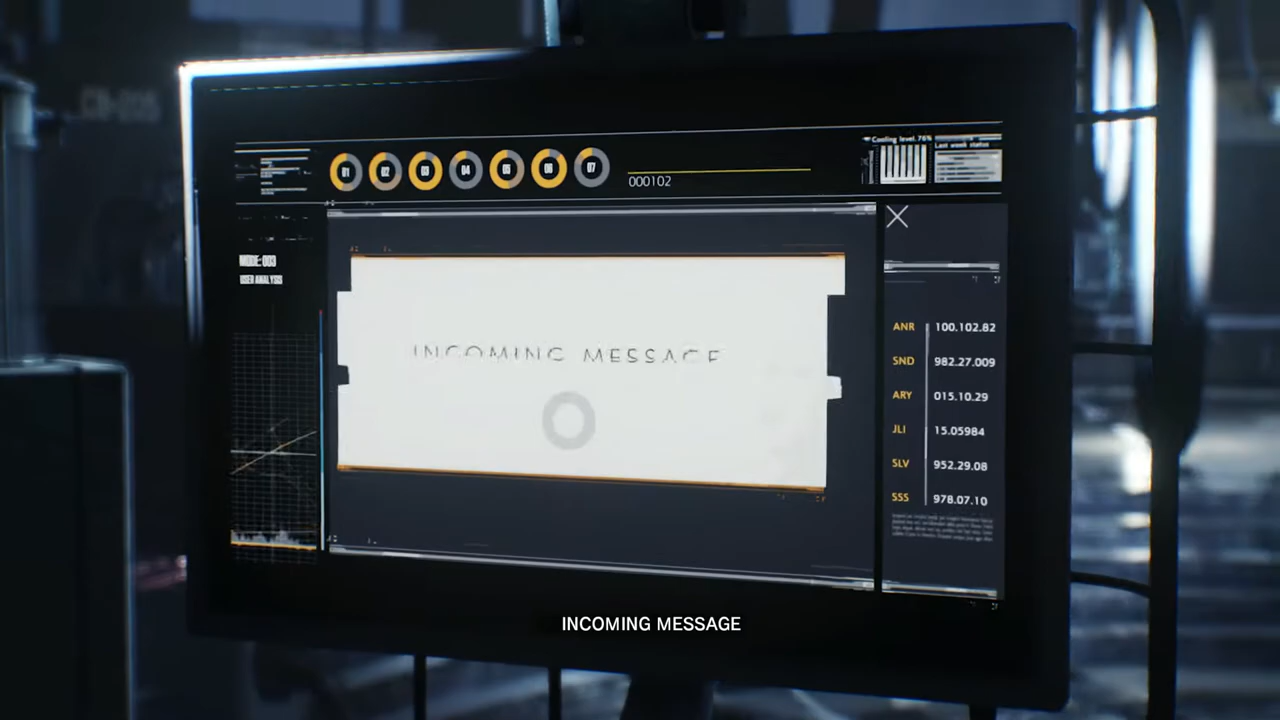 CB-005
01 02 03 04 05 06 07
000102
Cooling level.76%
Last week status
MODE: 003
USER ANALYSIS
INCOMING MESSAGE
ANR 100.102.82
SND 982.27.009
ARY 015.10.29
JLI 15.05984
SLV 952.29.08
SSS 978.07.10
INCOMING MESSAGE